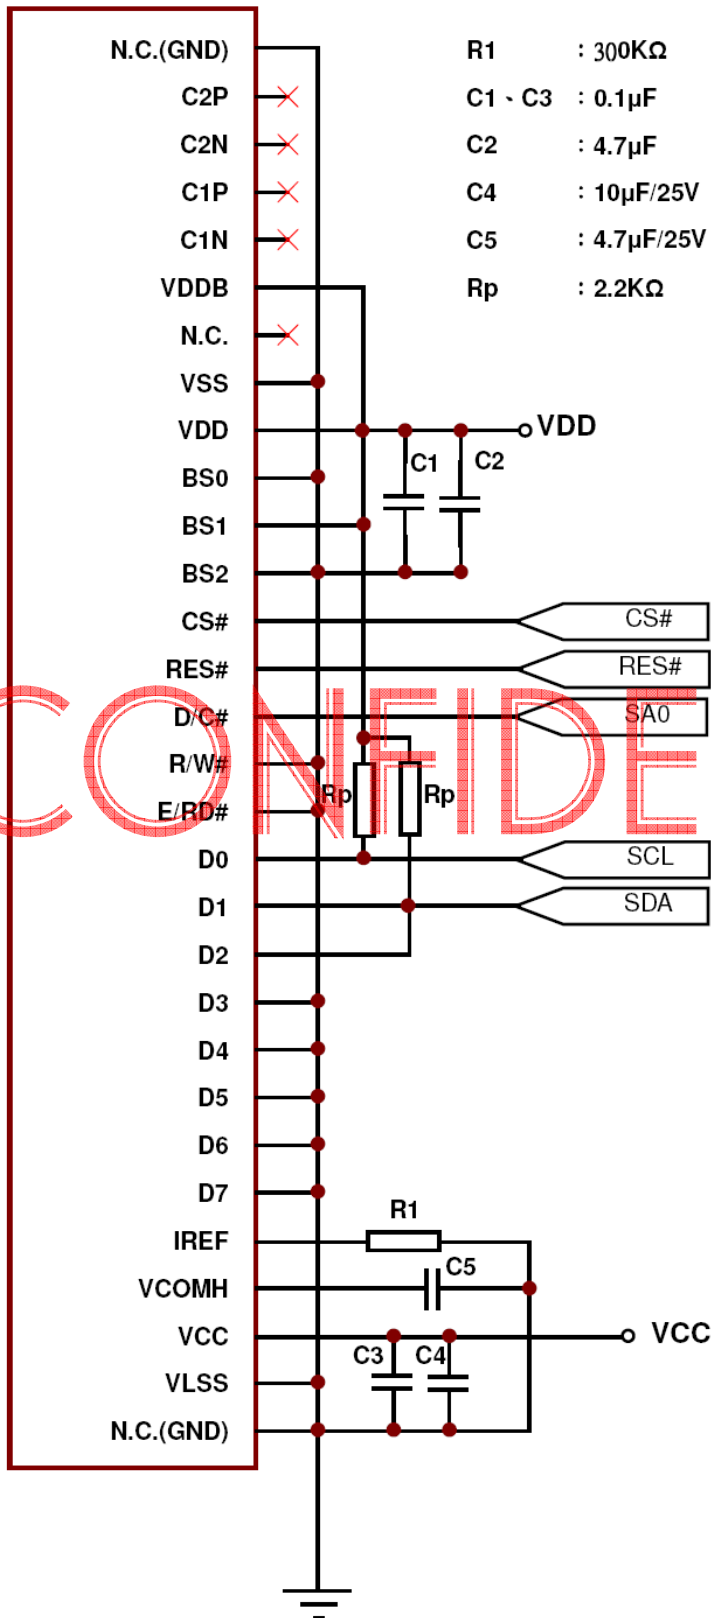 N.C.(GND)
R1 : 300KΩ
C2P
C1、C3 : 0.1µF
C2N
C2 : 4.7µF
C1P
C4 : 10µF/25V
C1N
C5 : 4.7µF/25V
VDDB
Rp : 2.2KΩ
N.C.
VSS
VDD
VDD
C1
C2
BS0
BS1
BS2
CS#
CS#
RES#
RES#
D/C#
SA0
R/W#
E/RD#
Rp
Rp
CONFIDE
D0
SCL
D1
SDA
D2
D3
D4
D5
D6
D7
R1
IREF
C5
VCOMH
VCC
VCC
C3
C4
VLSS
N.C.(GND)